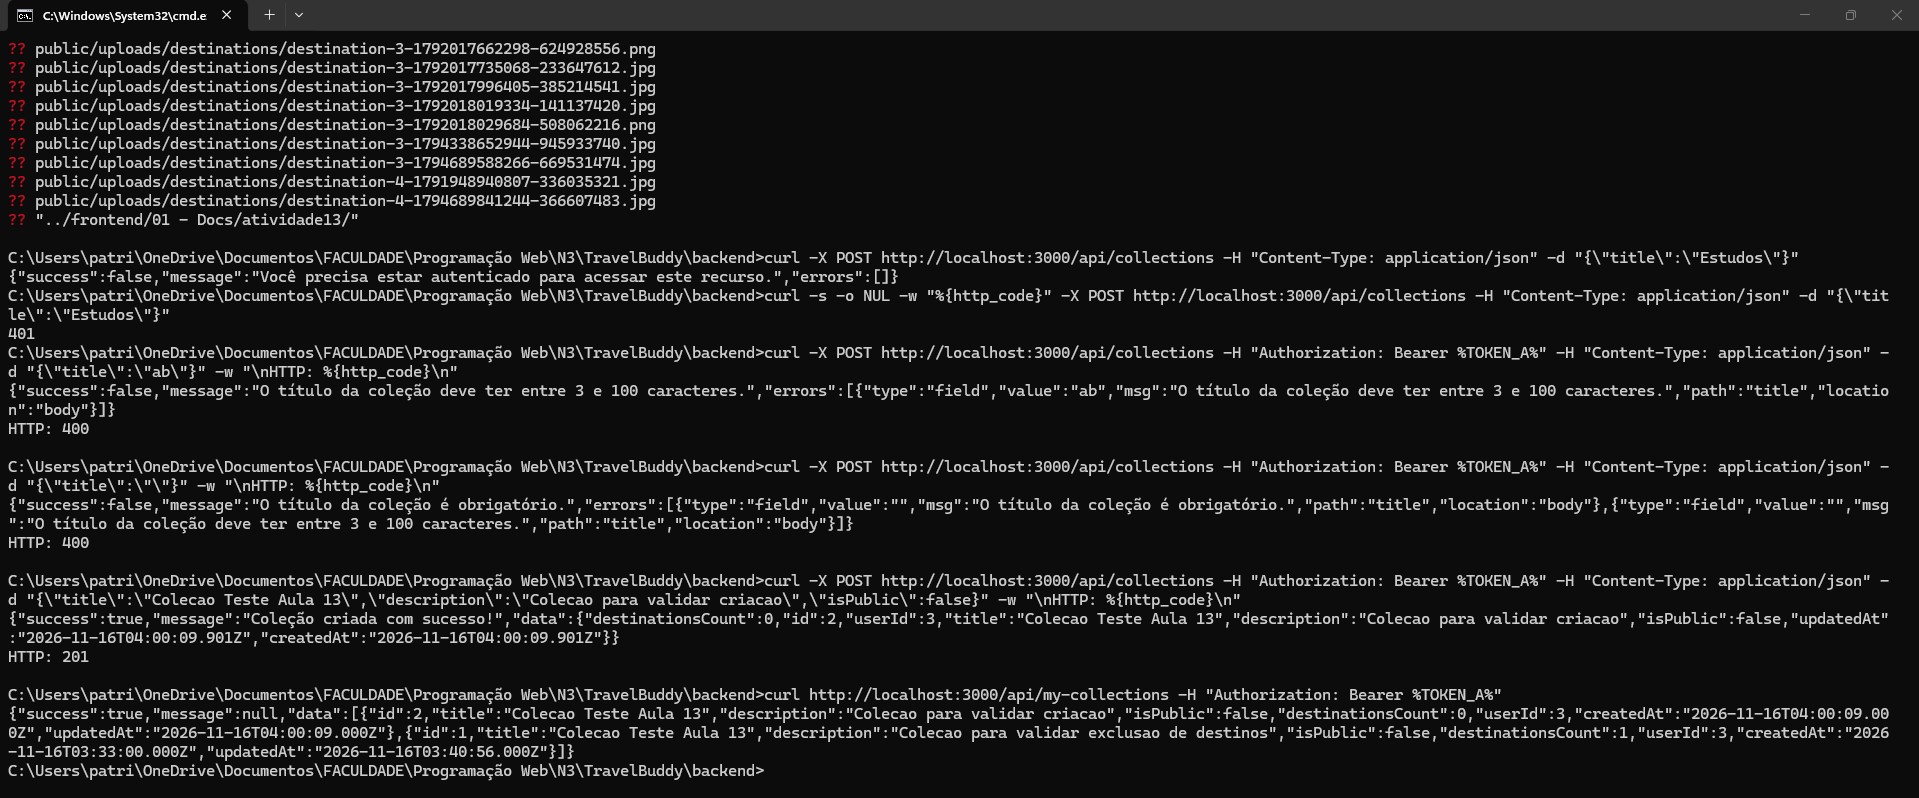 C:\Windows\System32\cmd.e
?? public/uploads/destinations/destination-3-1792017662298-624928556.png
?? public/uploads/destinations/destination-3-1792017735068-233647612.jpg
?? public/uploads/destinations/destination-3-1792017996405-385214541.jpg
?? public/uploads/destinations/destination-3-1792018019334-141137420.jpg
?? public/uploads/destinations/destination-3-1792018029684-508062216.png
?? public/uploads/destinations/destination-3-1794338652944-945933740.jpg
?? public/uploads/destinations/destination-3-1794689588266-669531474.jpg
?? public/uploads/destinations/destination-4-1791948940807-336035321.jpg
?? public/uploads/destinations/destination-4-1794689841244-366607483.jpg
?? "../frontend/01 - Docs/atividade13/"
C:\Users\patri\OneDrive\Documentos\FACULDADE\Programação Web\N3\TravelBuddy\backend>curl -X POST http://localhost:3000/api/collections -H "Content-Type: application/json" -d "{\"title\":\"Estudos\"}"
{"success":false,"message":"Você precisa estar autenticado para acessar este recurso.","errors":[]}
C:\Users\patri\OneDrive\Documentos\FACULDADE\Programação Web\N3\TravelBuddy\backend>curl -s -o NUL -w "%{http_code}" -X POST http://localhost:3000/api/collections -H "Content-Type: application/json" -d "{\"tit
le\":\"Estudos\"}"
401
C:\Users\patri\OneDrive\Documentos\FACULDADE\Programação Web\N3\TravelBuddy\backend>curl -X POST http://localhost:3000/api/collections -H "Authorization: Bearer %TOKEN_A%" -H "Content-Type: application/json" -
d "{\"title\":\"ab\"}" -w "\nHTTP: %{http_code}\n"
{"success":false,"message":"O título da coleção deve ter entre 3 e 100 caracteres.","errors":[{"type":"field","value":"ab","msg":"O título da coleção deve ter entre 3 e 100 caracteres.","path":"title","locatio
n":"body"}]}
HTTP: 400
C:\Users\patri\OneDrive\Documentos\FACULDADE\Programação Web\N3\TravelBuddy\backend>curl -X POST http://localhost:3000/api/collections -H "Authorization: Bearer %TOKEN_A%" -H "Content-Type: application/json" -
d "{\"title\":\"\"}" -w "\nHTTP: %{http_code}\n"
{"success":false,"message":"O título da coleção é obrigatório.","errors":[{"type":"field","value":"","msg":"O título da coleção é obrigatório.","path":"title","location":"body"},{"type":"field","value":"","msg
":"O título da coleção deve ter entre 3 e 100 caracteres.","path":"title","location":"body"}]}
HTTP: 400
C:\Users\patri\OneDrive\Documentos\FACULDADE\Programação Web\N3\TravelBuddy\backend>curl -X POST http://localhost:3000/api/collections -H "Authorization: Bearer %TOKEN_A%" -H "Content-Type: application/json" -
d "{\"title\":\"Colecao Teste Aula 13\",\"description\":\"Colecao para validar criacao\",\"isPublic\":false}" -w "\nHTTP: %{http_code}\n"
{"success":true,"message":"Coleção criada com sucesso!","data":{"destinationsCount":0,"id":2,"userId":3,"title":"Colecao Teste Aula 13","description":"Colecao para validar criacao","isPublic":false,"updatedAt"
:"2026-11-16T04:00:09.901Z","createdAt":"2026-11-16T04:00:09.901Z"}}
HTTP: 201
C:\Users\patri\OneDrive\Documentos\FACULDADE\Programação Web\N3\TravelBuddy\backend>curl http://localhost:3000/api/my-collections -H "Authorization: Bearer %TOKEN_A%"
{"success":true,"message":null,"data":[{"id":2,"title":"Colecao Teste Aula 13","description":"Colecao para validar criacao","isPublic":false,"destinationsCount":0,"userId":3,"createdAt":"2026-11-16T04:00:09.00
0Z","updatedAt":"2026-11-16T04:00:09.000Z"},{"id":1,"title":"Colecao Teste Aula 13","description":"Colecao para validar exclusao de destinos","isPublic":false,"destinationsCount":1,"userId":3,"createdAt":"2026
-11-16T03:33:00.000Z","updatedAt":"2026-11-16T03:40:56.000Z"}]}
C:\Users\patri\OneDrive\Documentos\FACULDADE\Programação Web\N3\TravelBuddy\backend>